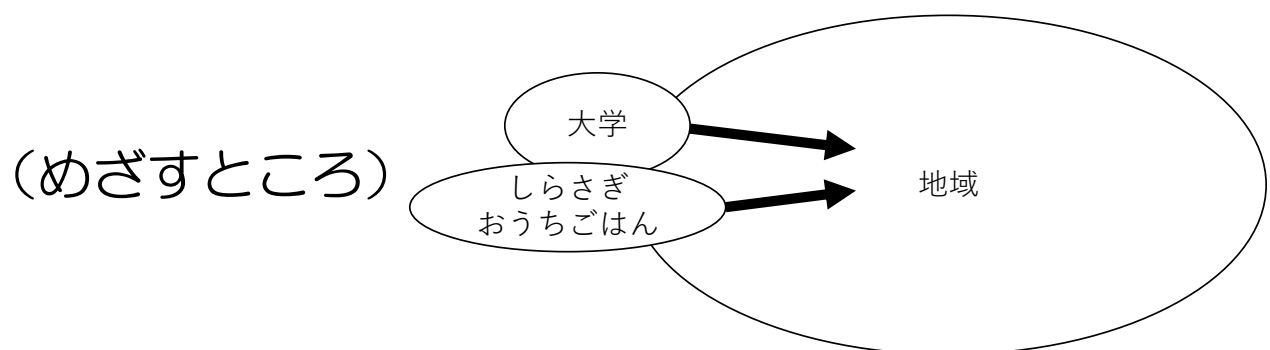 （めざすところ）
大学
しらさぎ
おうちごはん
地域